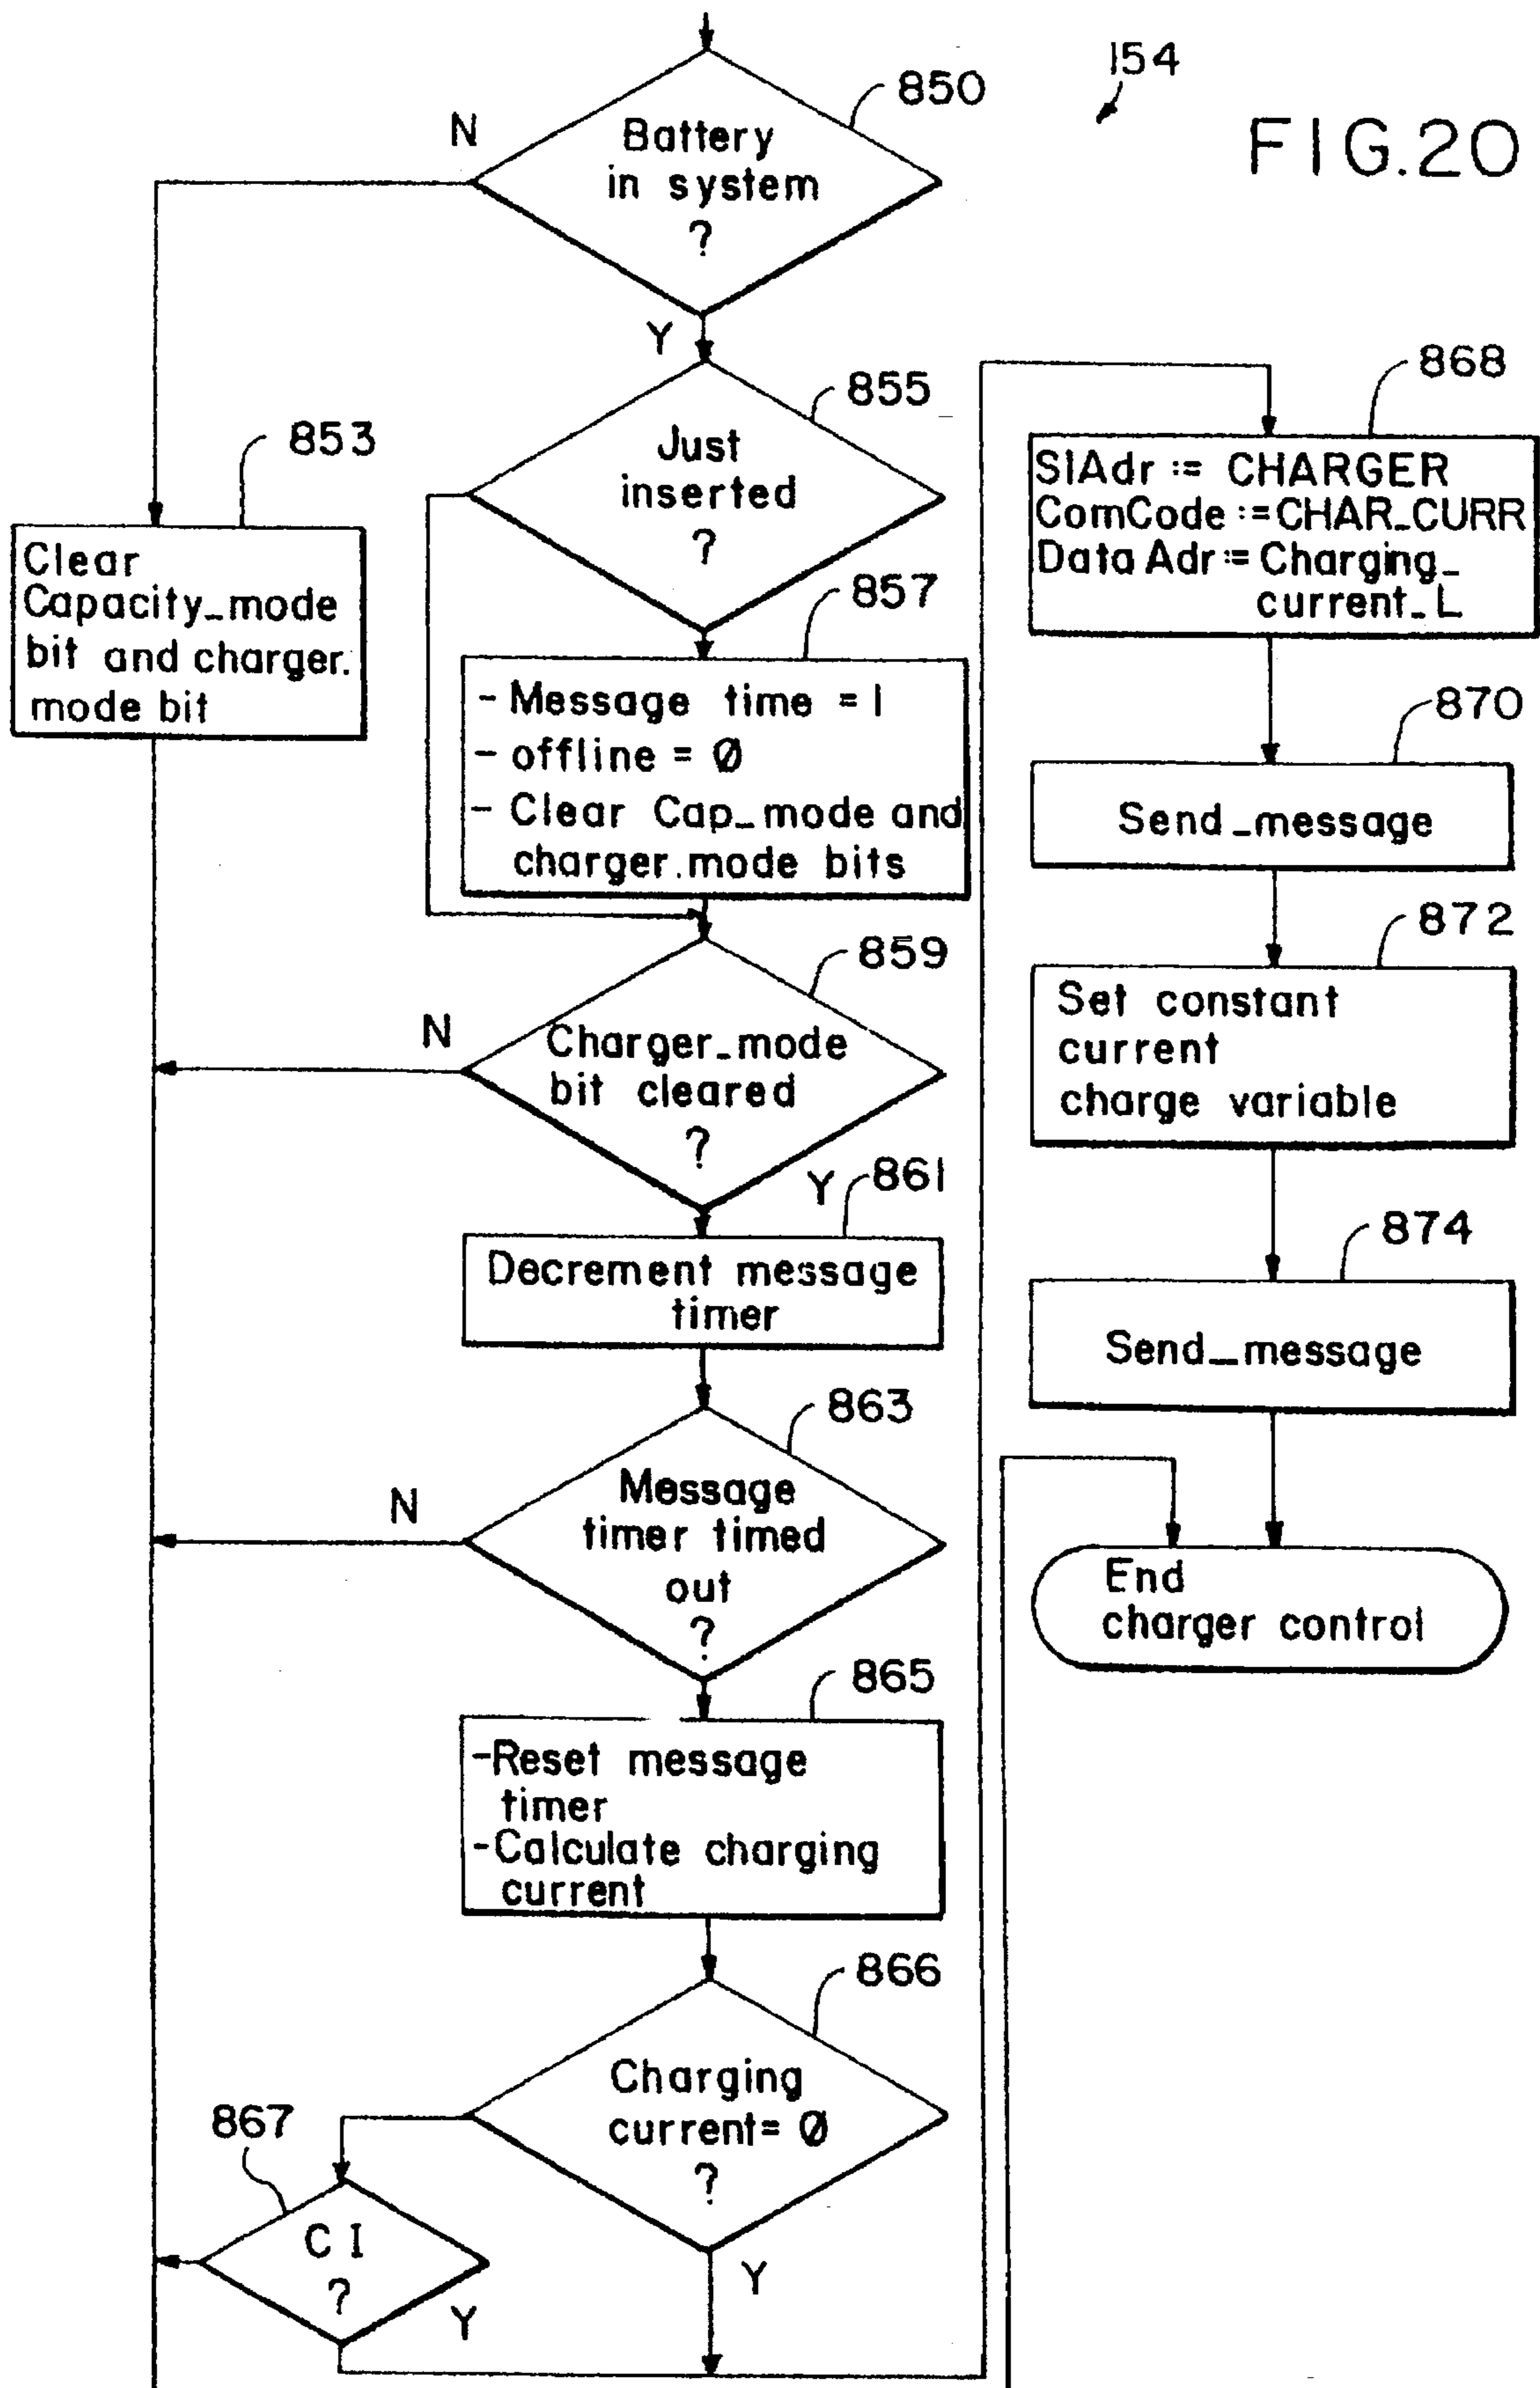 154
FIG.20
850
N
Battery
in system
?
Y
855
Just
inserted
?
853
Clear
Capacity_mode
bit and charger.
mode bit
857
- Message time = 1
- offline = Ø
- Clear Cap_mode and
charger.mode bits
859
N
Charger_mode
bit cleared
?
Y
861
Decrement message
timer
863
N
Message
timer timed
out
?
865
-Reset message
timer
-Calculate charging
current
866
Charging
current= Ø
?
Y
867
C I
?
Y
868
SlAdr := CHARGER
ComCode :=CHAR_CURR
Data Adr := Charging_
current_L
870
Send_message
872
Set constant
current
charge variable
874
Send_message
End
charger control